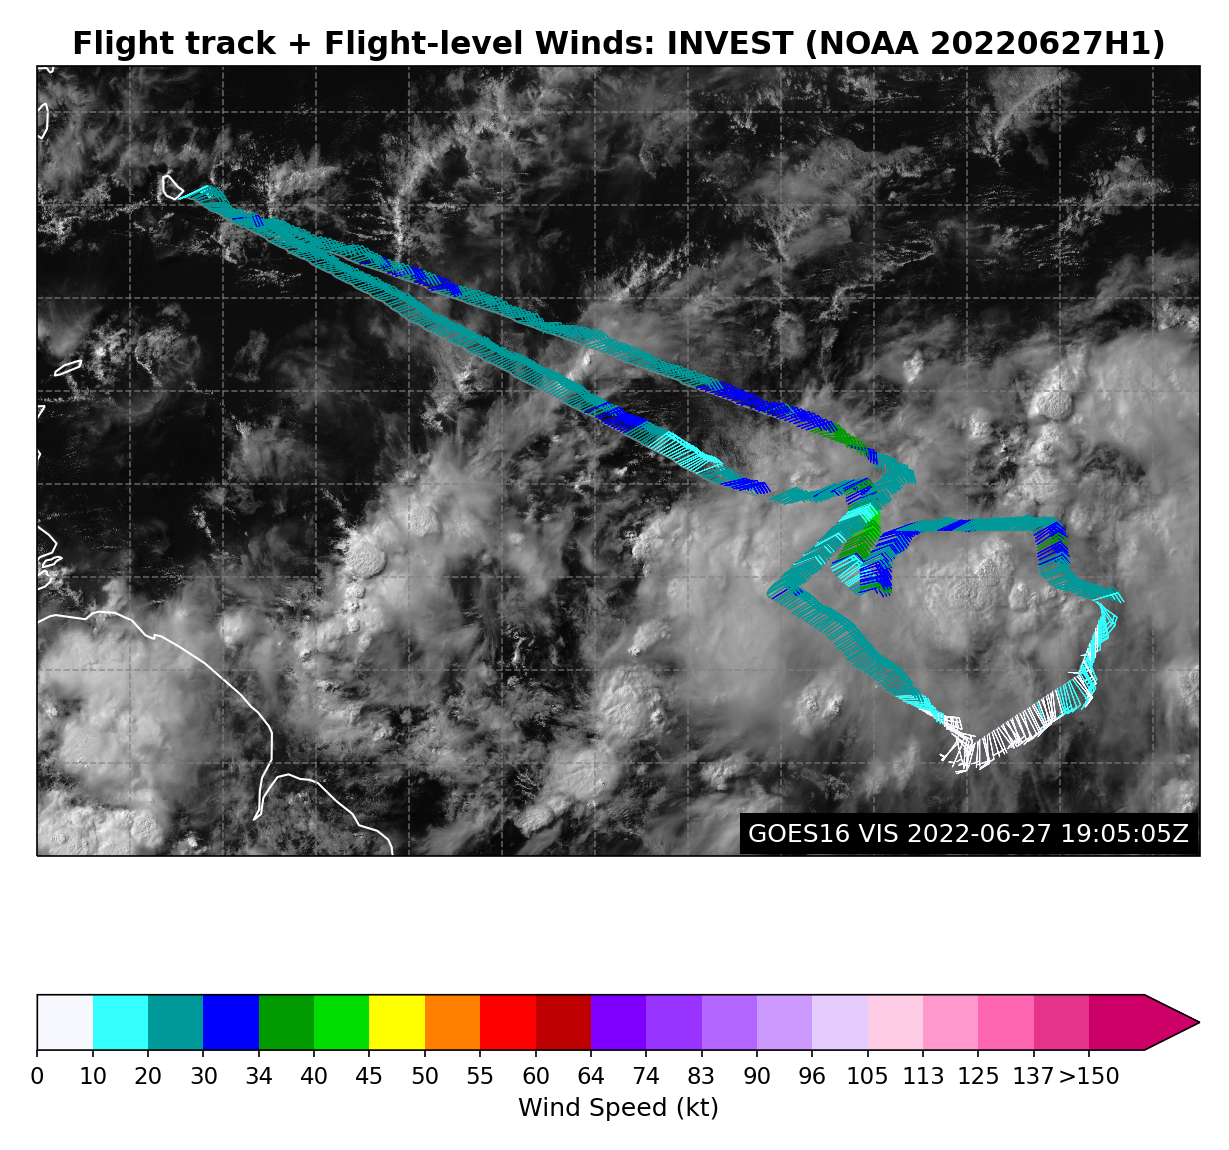 Flight track + Flight-level Winds: INVEST (NOAA 20220627H1)
GOES16 VIS 2022-06-27 19:05:05Z
0 10 20 30 34 40 45 50 55 60 64 74 83 90 96 105 113 125 137 >150
Wind Speed (kt)